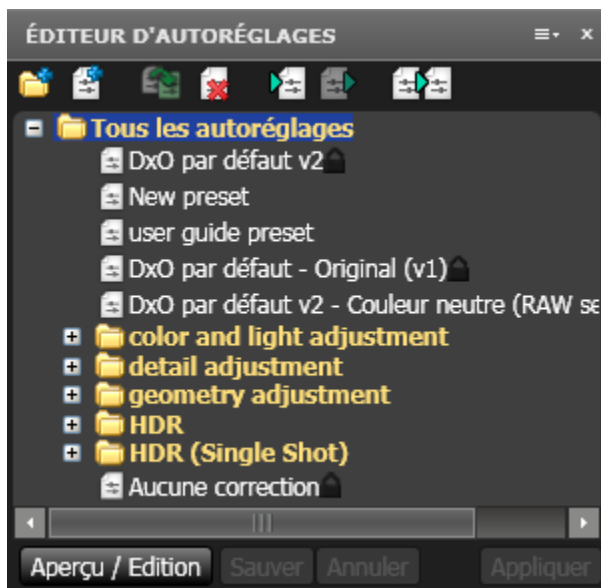 ÉDITEUR D'AUTORÉGLAGES
Tous les autoréglages
DxO par défaut v2
New preset
user guide preset
DxO par défaut - Original (v1)
DxO par défaut v2 - Couleur neutre (RAW se
color and light adjustment
detail adjustment
geometry adjustment
HDR
HDR (Single Shot)
Aucune correction
Aperçu / Edition Sauver Annuler Appliquer